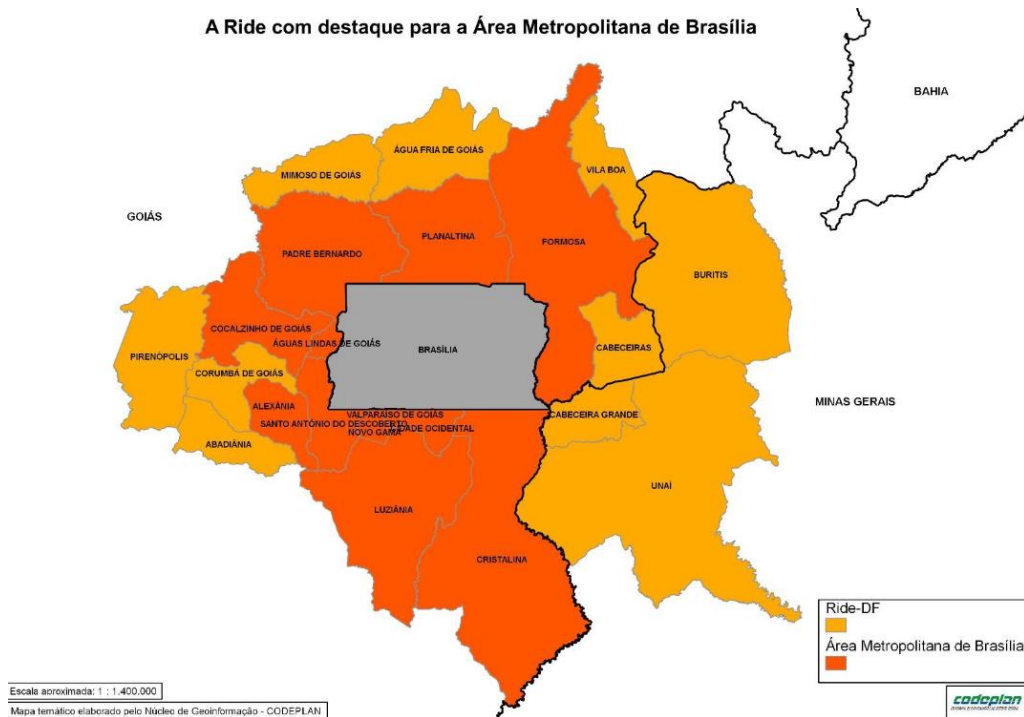 A Ride com destaque para a Área Metropolitana de Brasília
BAHIA
ÁGUA FRIA DE GOIÁS
VILA BOA
MIMOSO DE GOIÁS
GOIÁS
PLANALTINA
FORMOSA
PADRE BERNARDO
BURITIS
COCALZINHO DE GOIÁS
ÁGUAS LINDAS DE GOIÁS
BRASÍLIA
CABECEIRAS
PIRENÓPOLIS
CORUMBÁ DE GOIÁS
MINAS GERAIS
ALEXÂNIA
VALPARAÍSO DE GOIÁS
CABECEIRA GRANDE
SANTO ANTÔNIO DO DESCOBERTO
NOVO GAMA
IDADE OCIDENTAL
ABADIÂNIA
UNAÍ
LUZIÂNIA
CRISTALINA
Ride-DF
Área Metropolitana de Brasília
Escala aproximada: 1 : 1.400.000
Mapa temático elaborado pelo Núcleo de Geoinformação - CODEPLAN
codeplan